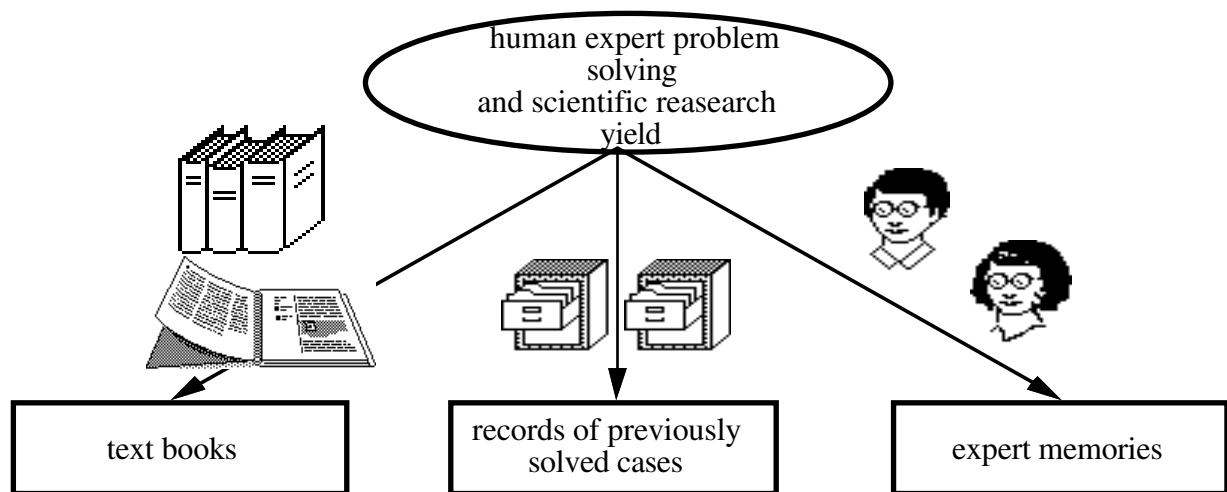 human expert problem
solving
and scientific reasearch
yield
text books
records of previously
solved cases
expert memories